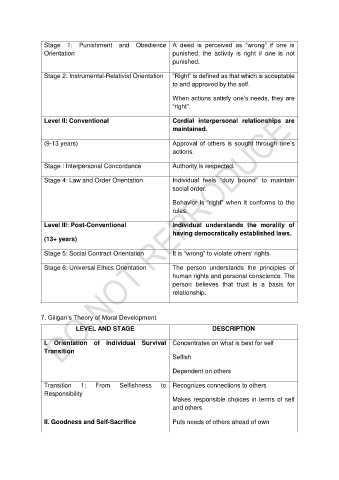 Stage 1: Punishment and Obedience Orientation
A deed is perceived as “wrong” if one is
punished; the activity is right if one is not
punished.
Stage 2: Instrumental-Relativist Orientation
“Right” is defined as that which is acceptable
to and approved by the self.
When actions satisfy one’s needs, they are
“right”.
Level II: Conventional
Cordial interpersonal relationships are
maintained.
(9-13 years)
Approval of others is sought through one’s
actions.
Stage : Interpersonal Concordance
Authority is respected.
Stage 4: Law and Order Orientation
Individual feels “duty bound” to maintain
social order.
Behavior is “right” when it conforms to the
rules.
Level III: Post-Conventional
(13+ years)
Individual understands the morality of
having democratically established laws.
Stage 5: Social Contract Orientation
It is “wrong” to violate others’ rights.
Stage 6: Universal Ethics Orientation
The person understands the principles of
human rights and personal conscience. The
person believes that trust is a basis for
relationship.
7. Giligan’s Theory of Moral Development
LEVEL AND STAGE
DESCRIPTION
I. Orientation of Individual Survival
Transition
Concentrates on what is best for self
Selfish
Dependent on others
Transition 1: From Selfishness to
Responsibility
Recognizes connections to others
Makes responsible choices in terms of self
and others
II. Goodness and Self-Sacrifice
Puts needs of others ahead of own
DO NOT REPRODUCE